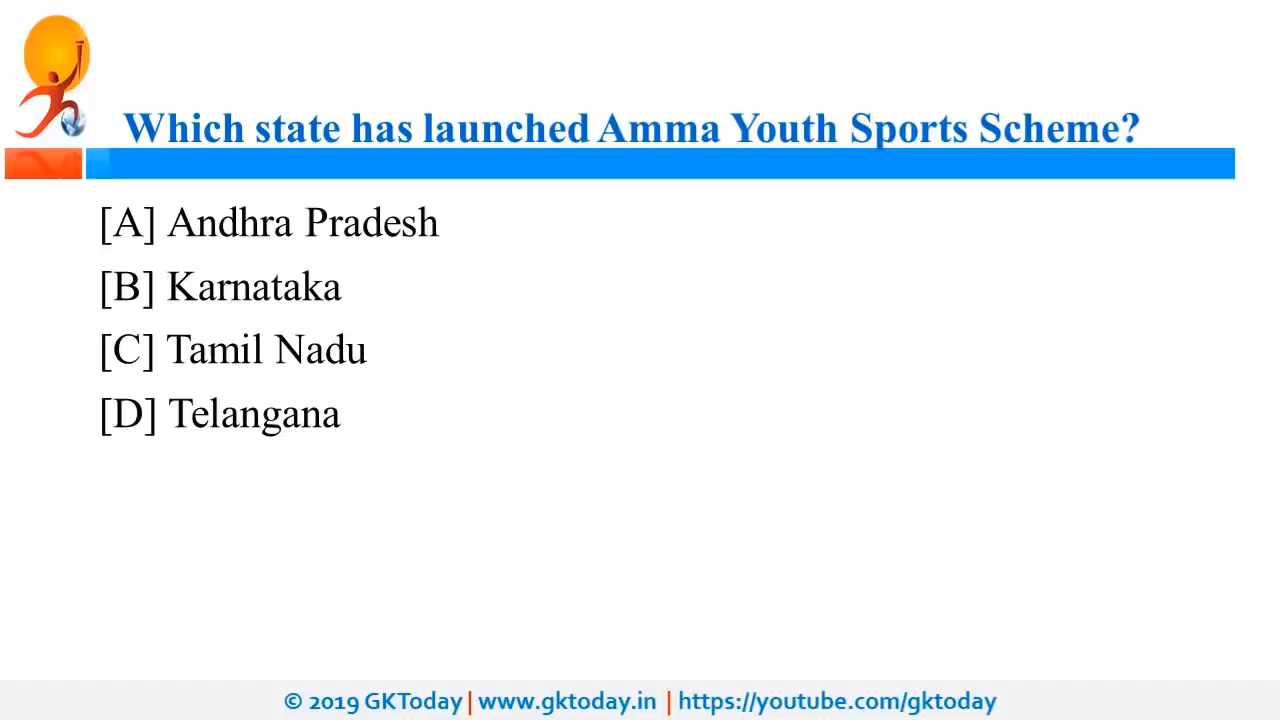 Which state has launched Amma Youth Sports Scheme?
[A] Andhra Pradesh
[B] Karnataka
[C] Tamil Nadu
[D] Telangana
© 2019 GKToday | www.gktoday.in | https://youtube.com/gktoday